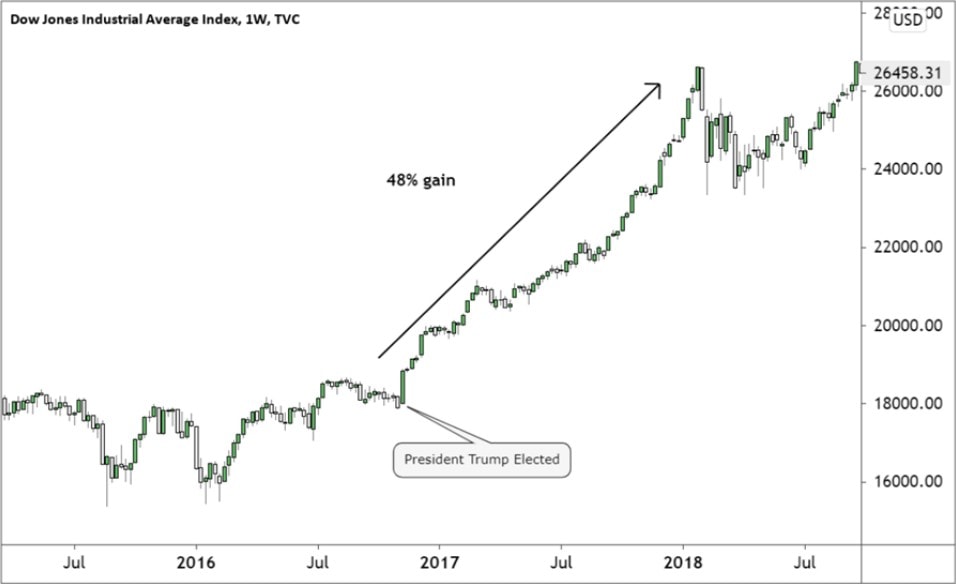 Dow Jones Industrial Average Index, 1W, TVC
USD
26458.31
26000.00
24000.00
22000.00
20000.00
18000.00
16000.00
48% gain
President Trump Elected
Jul
2016
Jul
2017
Jul
2018
Jul